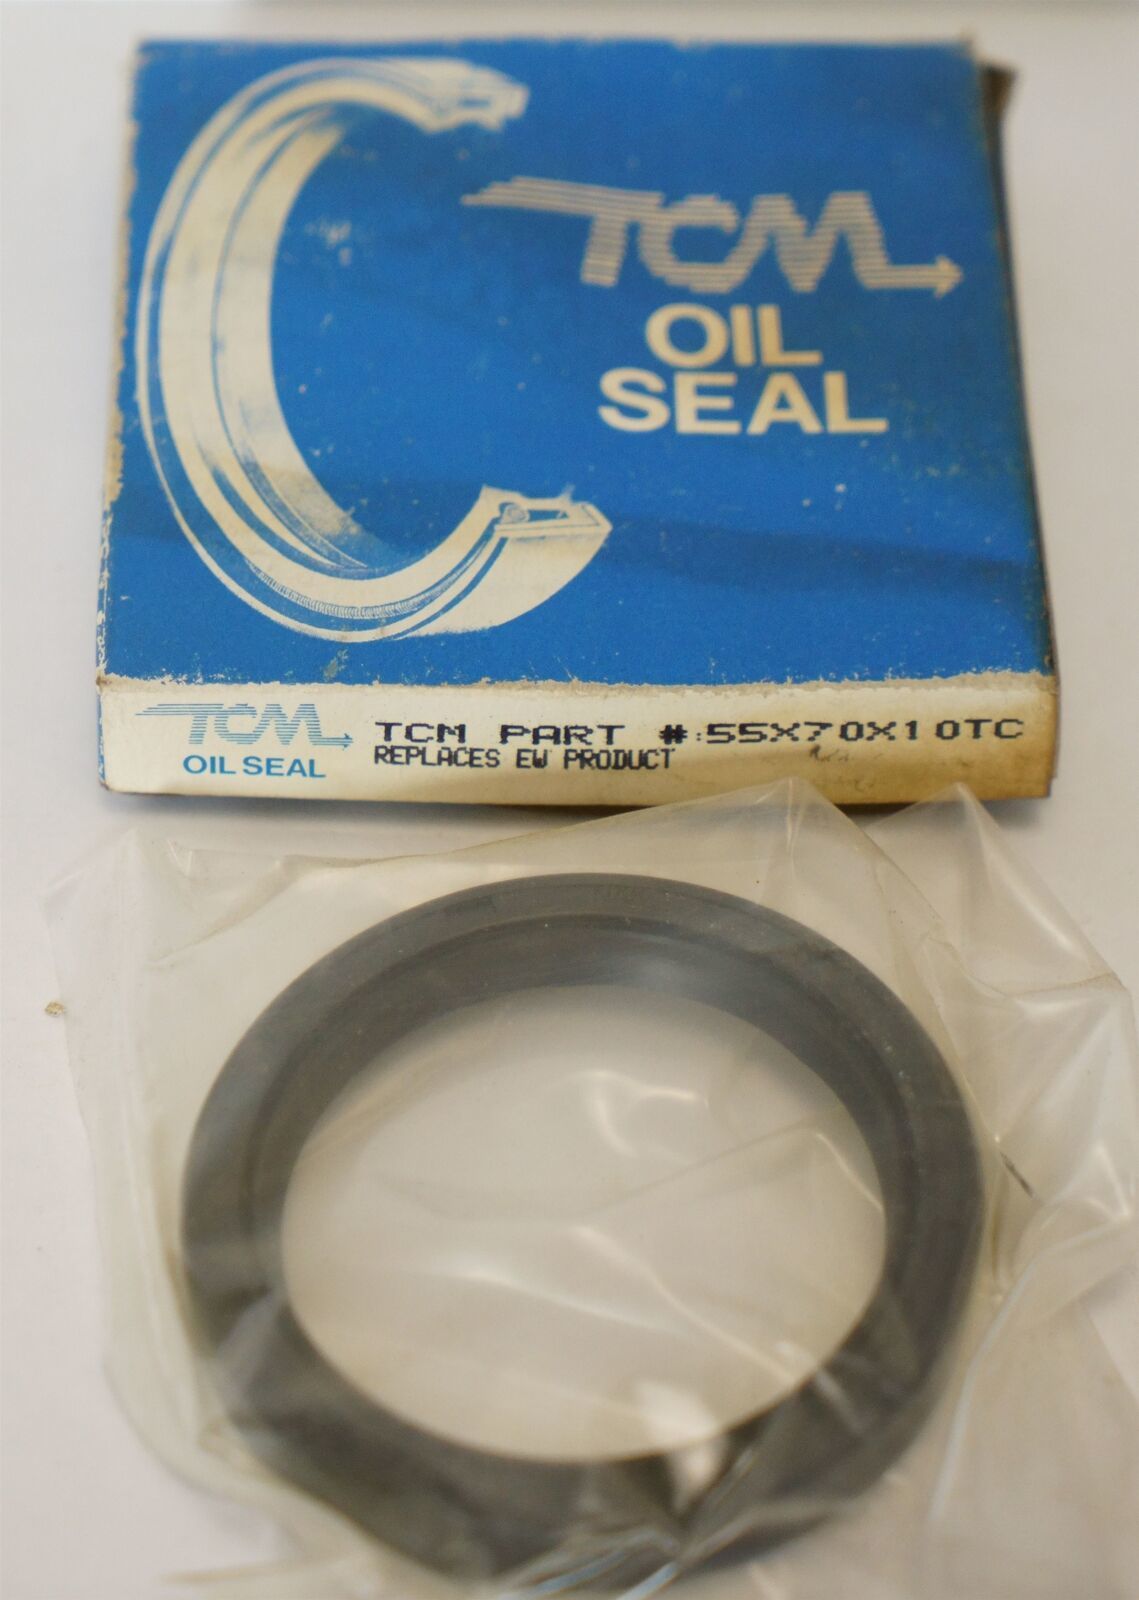 TCM
OIL
SEAL
TCM
OIL SEAL
TCM PART #:55X70X10TC
REPLACES EW PRODUCT